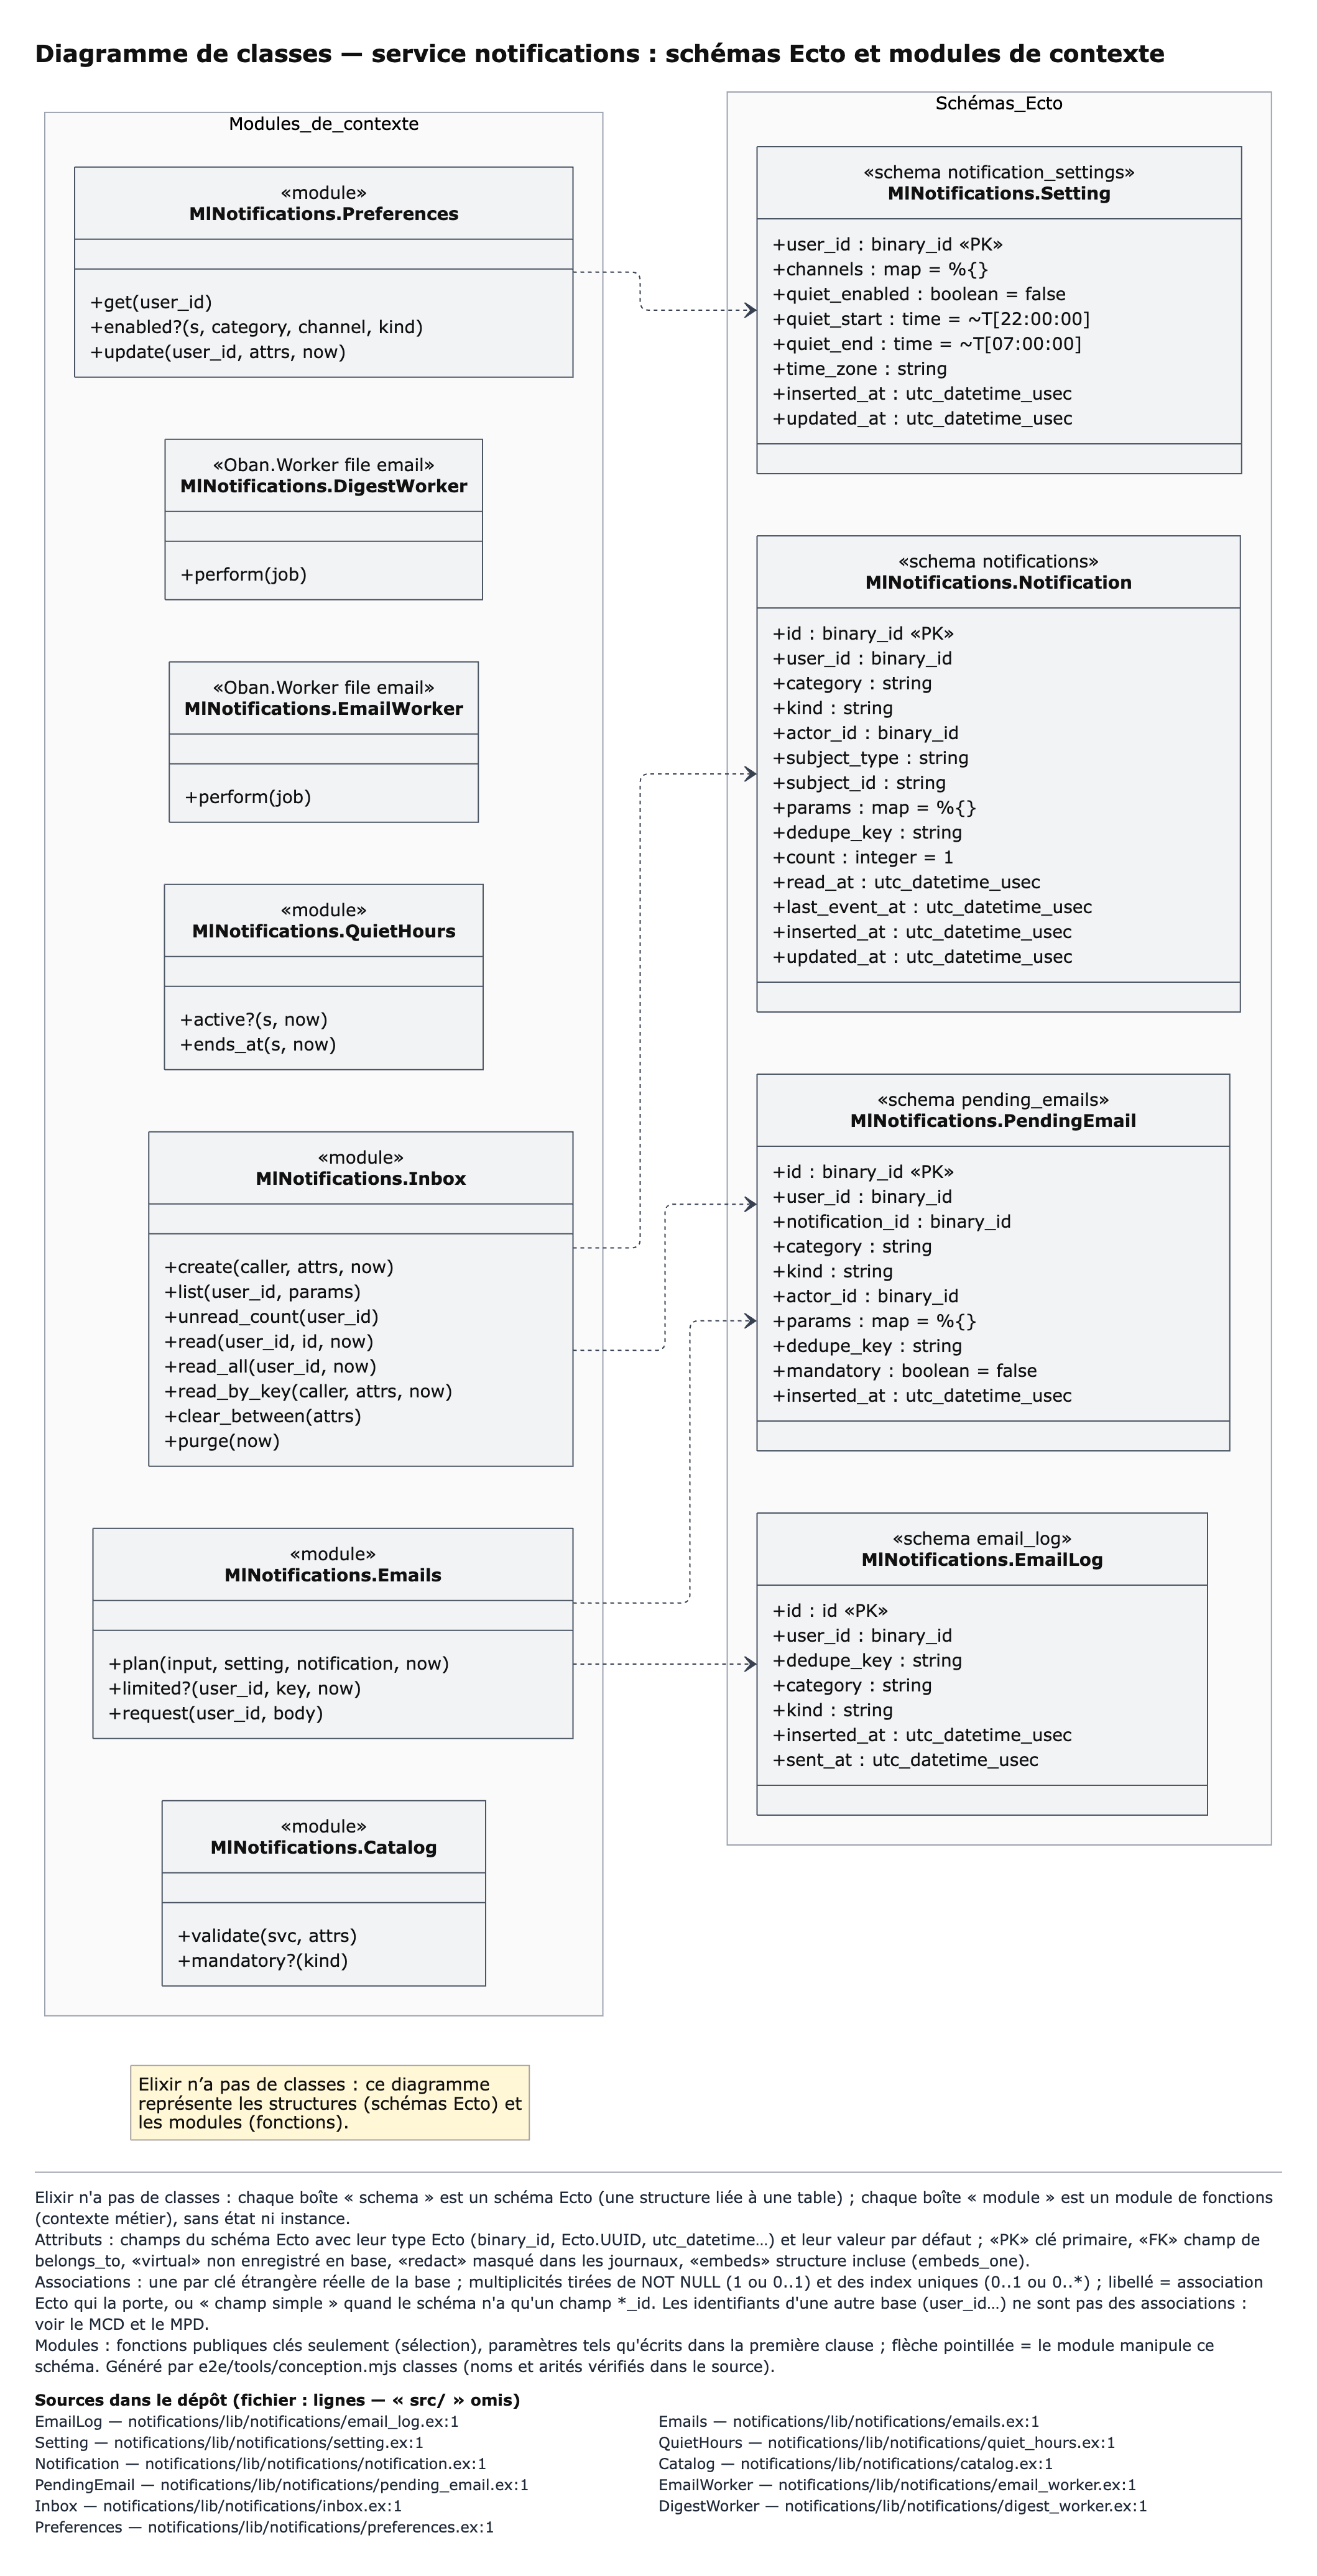 Diagramme de classes — service notifications : schémas Ecto et modules de contexte
Modules_de_contexte
«module»
MlNotifications.Preferences
+get(user_id)
+enabled?(s, category, channel, kind)
+update(user_id, attrs, now)
«Oban.Worker file email»
MlNotifications.DigestWorker
+perform(job)
«Oban.Worker file email»
MlNotifications.EmailWorker
+perform(job)
«module»
MlNotifications.QuietHours
+active?(s, now)
+ends_at(s, now)
«module»
MlNotifications.Inbox
+create(caller, attrs, now)
+list(user_id, params)
+unread_count(user_id)
+read(user_id, id, now)
+read_all(user_id, now)
+read_by_key(caller, attrs, now)
+clear_between(attrs)
+purge(now)
«module»
MlNotifications.Emails
+plan(input, setting, notification, now)
+limited?(user_id, key, now)
+request(user_id, body)
«module»
MlNotifications.Catalog
+validate(svc, attrs)
+mandatory?(kind)
Schémas_Ecto
«schema notification_settings»
MlNotifications.Setting
+user_id : binary_id «PK»
+channels : map = %{}
+quiet_enabled : boolean = false
+quiet_start : time = ~T[22:00:00]
+quiet_end : time = ~T[07:00:00]
+time_zone : string
+inserted_at : utc_datetime_usec
+updated_at : utc_datetime_usec
«schema notifications»
MlNotifications.Notification
+id : binary_id «PK»
+user_id : binary_id
+category : string
+kind : string
+actor_id : binary_id
+subject_type : string
+subject_id : string
+params : map = %{}
+dedupe_key : string
+count : integer = 1
+read_at : utc_datetime_usec
+last_event_at : utc_datetime_usec
+inserted_at : utc_datetime_usec
+updated_at : utc_datetime_usec
«schema pending_emails»
MlNotifications.PendingEmail
+id : binary_id «PK»
+user_id : binary_id
+notification_id : binary_id
+category : string
+kind : string
+actor_id : binary_id
+params : map = %{}
+dedupe_key : string
+mandatory : boolean = false
+inserted_at : utc_datetime_usec
«schema email_log»
MlNotifications.EmailLog
+id : id «PK»
+user_id : binary_id
+dedupe_key : string
+category : string
+kind : string
+inserted_at : utc_datetime_usec
+sent_at : utc_datetime_usec
Elixir n’a pas de classes : ce diagramme
représente les structures (schémas Ecto) et
les modules (fonctions).
Elixir n'a pas de classes : chaque boîte « schema » est un schéma Ecto (une structure liée à une table) ; chaque boîte « module » est un module de fonctions
(contexte métier), sans état ni instance.
Attributs : champs du schéma Ecto avec leur type Ecto (binary_id, Ecto.UUID, utc_datetime…) et leur valeur par défaut ; «PK» clé primaire, «FK» champ de
belongs_to, «virtual» non enregistré en base, «redact» masqué dans les journaux, «embeds» structure incluse (embeds_one).
Associations : une par clé étrangère réelle de la base ; multiplicités tirées de NOT NULL (1 ou 0..1) et des index uniques (0..1 ou 0..*) ; libellé = association
Ecto qui la porte, ou « champ simple » quand le schéma n'a qu'un champ *_id. Les identifiants d'une autre base (user_id…) ne sont pas des associations :
voir le MCD et le MPD.
Modules : fonctions publiques clés seulement (sélection), paramètres tels qu'écrits dans la première clause ; flèche pointillée = le module manipule ce
schéma. Généré par e2e/tools/conception.mjs classes (noms et arités vérifiés dans le source).
Sources dans le dépôt (fichier : lignes — « src/ » omis)
EmailLog — notifications/lib/notifications/email_log.ex:1
Setting — notifications/lib/notifications/setting.ex:1
Notification — notifications/lib/notifications/notification.ex:1
PendingEmail — notifications/lib/notifications/pending_email.ex:1
Inbox — notifications/lib/notifications/inbox.ex:1
Preferences — notifications/lib/notifications/preferences.ex:1
Emails — notifications/lib/notifications/emails.ex:1
QuietHours — notifications/lib/notifications/quiet_hours.ex:1
Catalog — notifications/lib/notifications/catalog.ex:1
EmailWorker — notifications/lib/notifications/email_worker.ex:1
DigestWorker — notifications/lib/notifications/digest_worker.ex:1